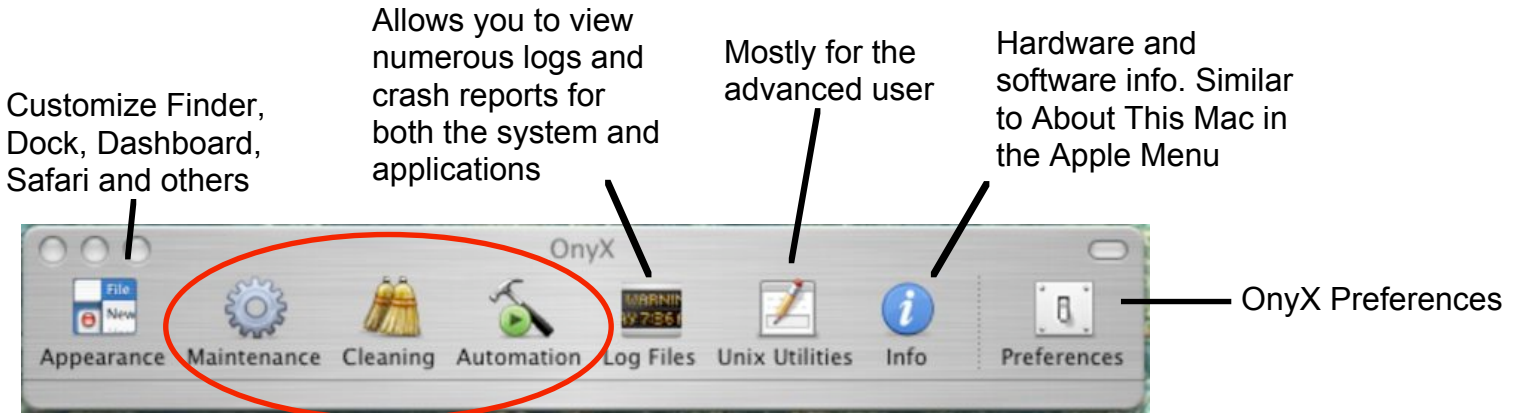 Allows you to view
numerous logs and
crash reports for
both the system and
applications
Mostly for the
advanced user
Hardware and
software info. Similar
to About This Mac in
the Apple Menu
Customize Finder,
Dock, Dashboard,
Safari and others
OnyX
File
New
WARNIN
Appearance
Maintenance
Cleaning
Automation
Log Files
Unix Utilities
Info
Preferences
OnyX Preferences